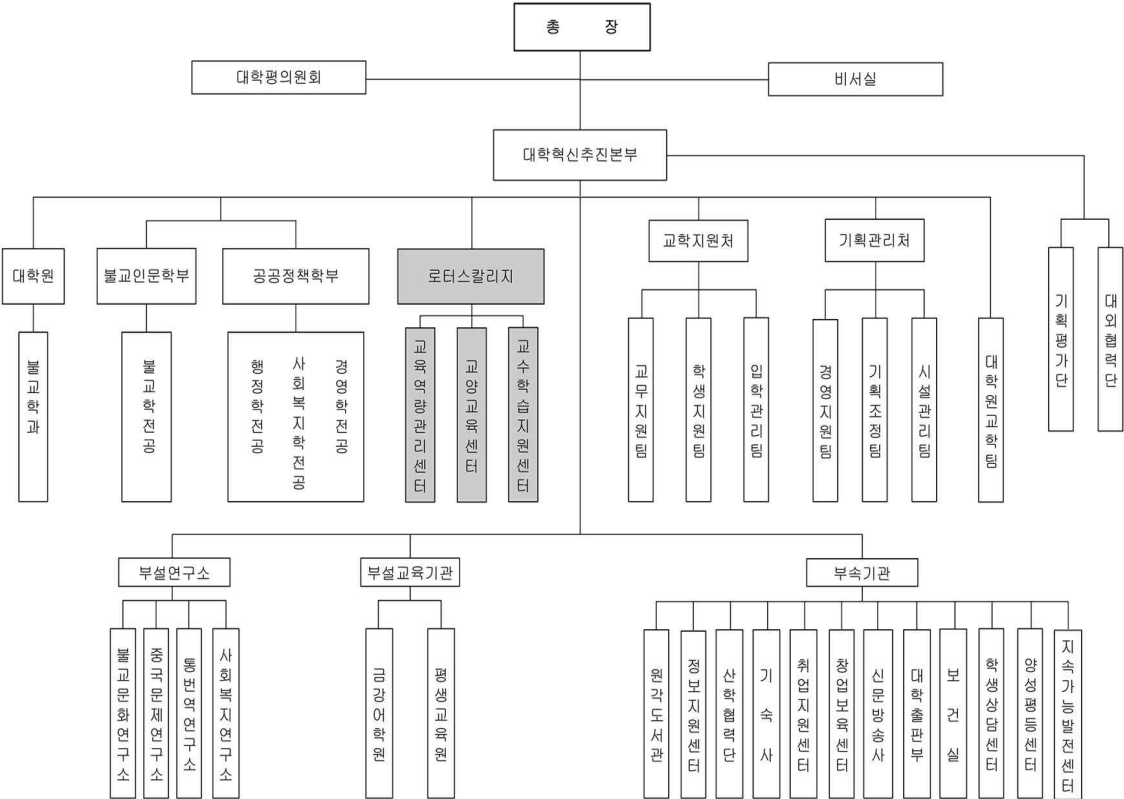 총 장
대학평의원회
비서실
대학혁신추진본부
대학원
불교인문학부
공공정책학부
로터스칼리지
교학지원처
기획관리처
기획평가단
대외협력단
불교학과
불교학전공
행정학전공
사회복지학전공
경영학전공
교육역량관리센터
교양교육센터
교수학습지원센터
교무지원팀
학생지원팀
입학관리팀
경영지원팀
기획조정팀
시설관리팀
대학원교학팀
부설연구소
부설교육기관
부속기관
불교문화연구소
중국문제연구소
통번역연구소
사회복지연구소
금강어학원
평생교육원
원각도서관
정보지원센터
산학협력단
기숙사
취업지원센터
창업보육센터
신문방송사
대학출판부
보건실
학생상담센터
양성평등센터
지속가능발전센터